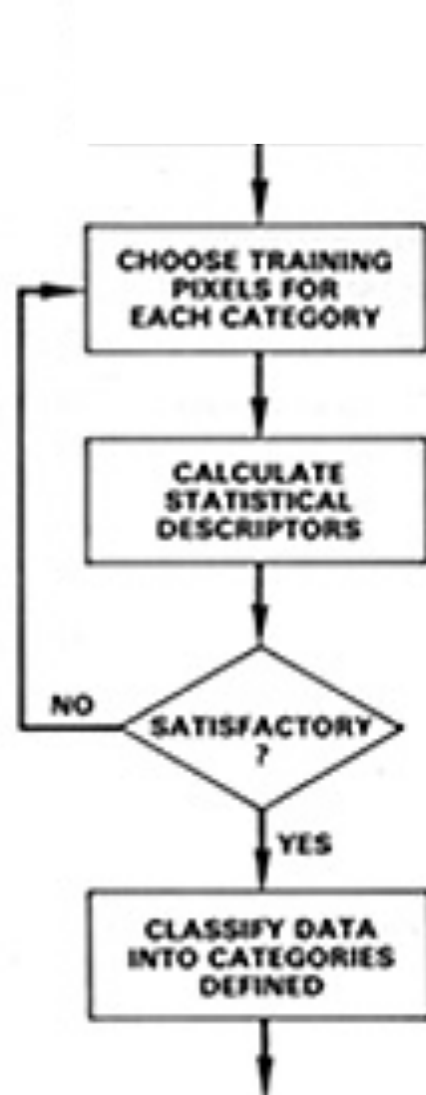 CHOOSE TRAINING
PIXELS FOR
EACH CATEGORY
CALCULATE
STATISTICAL
DESCRIPTORS
NO
SATISFACTORY
?
YES
CLASSIFY DATA
INTO CATEGORIES
DEFINED